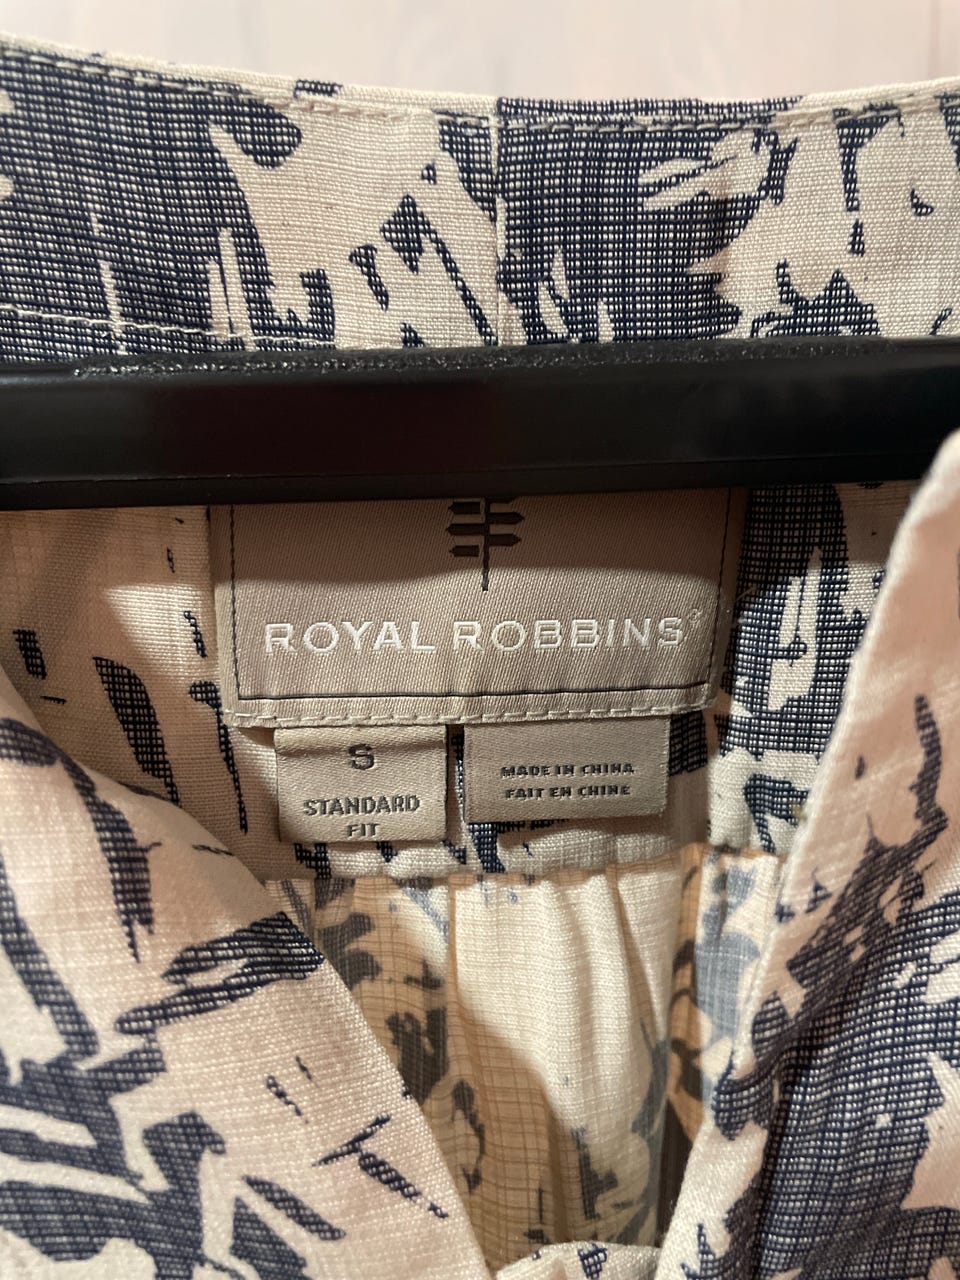 ROYAL ROBBINS
S
STANDARD
FIT
MADE IN CHINA
FAIT EN CHINE